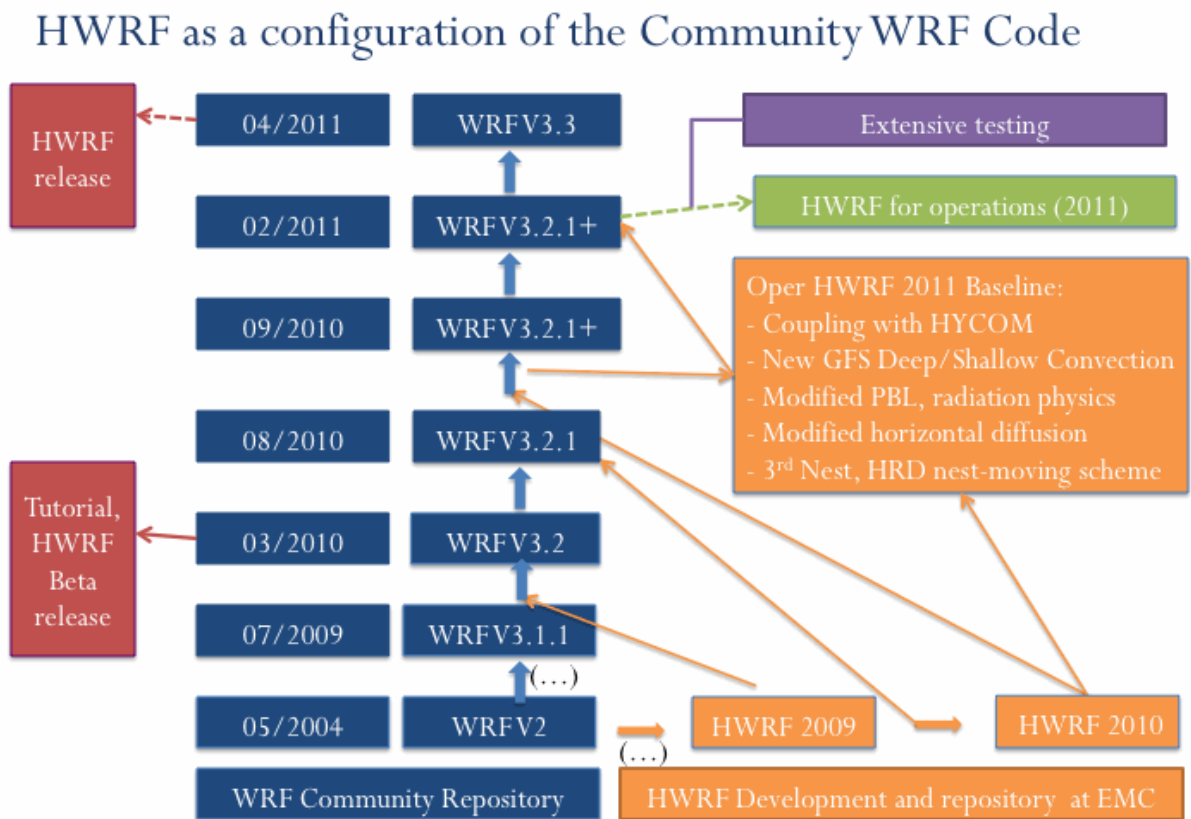 HWRF as a configuration of the Community WRF Code
HWRF
release
04/2011
WRFV3.3
Extensive testing
02/2011
WRFV3.2.1+
HWRF for operations (2011)
09/2010
WRFV3.2.1+
Oper HWRF 2011 Baseline:
- Coupling with HYCOM
- New GFS Deep/Shallow Convection
- Modified PBL, radiation physics
- Modified horizontal diffusion
- 3rd Nest, HRD nest-moving scheme
08/2010
WRFV3.2.1
Tutorial,
HWRF
Beta
release
03/2010
WRFV3.2
07/2009
WRFV3.1.1
(...)
05/2004
WRFV2
(...)
HWRF 2009
HWRF 2010
WRF Community Repository
HWRF Development and repository at EMC